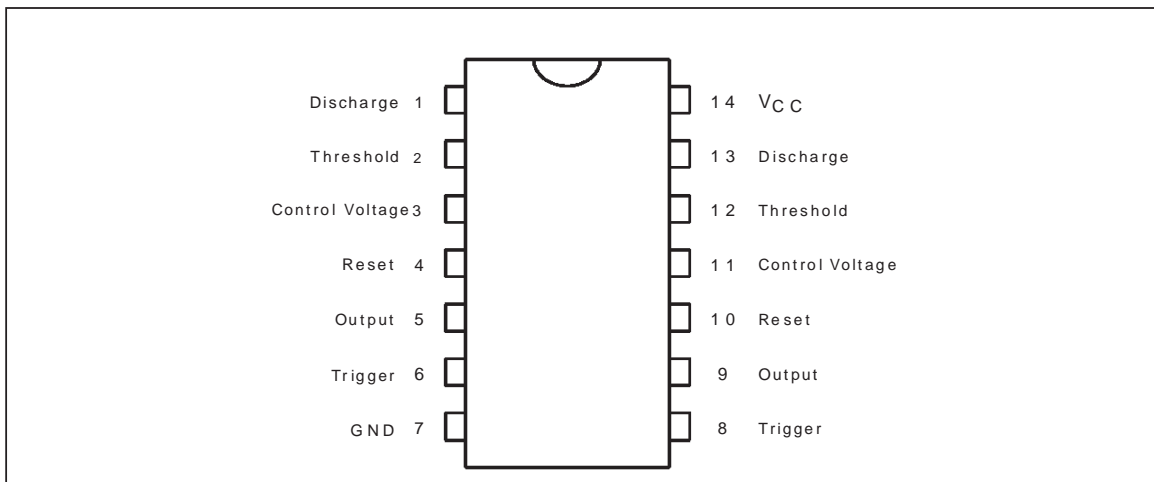 Discharge 1 14 VCC
Threshold 2 13 Discharge
Control Voltage 3 12 Threshold
Reset 4 11 Control Voltage
Output 5 10 Reset
Trigger 6 9 Output
GND 7 8 Trigger